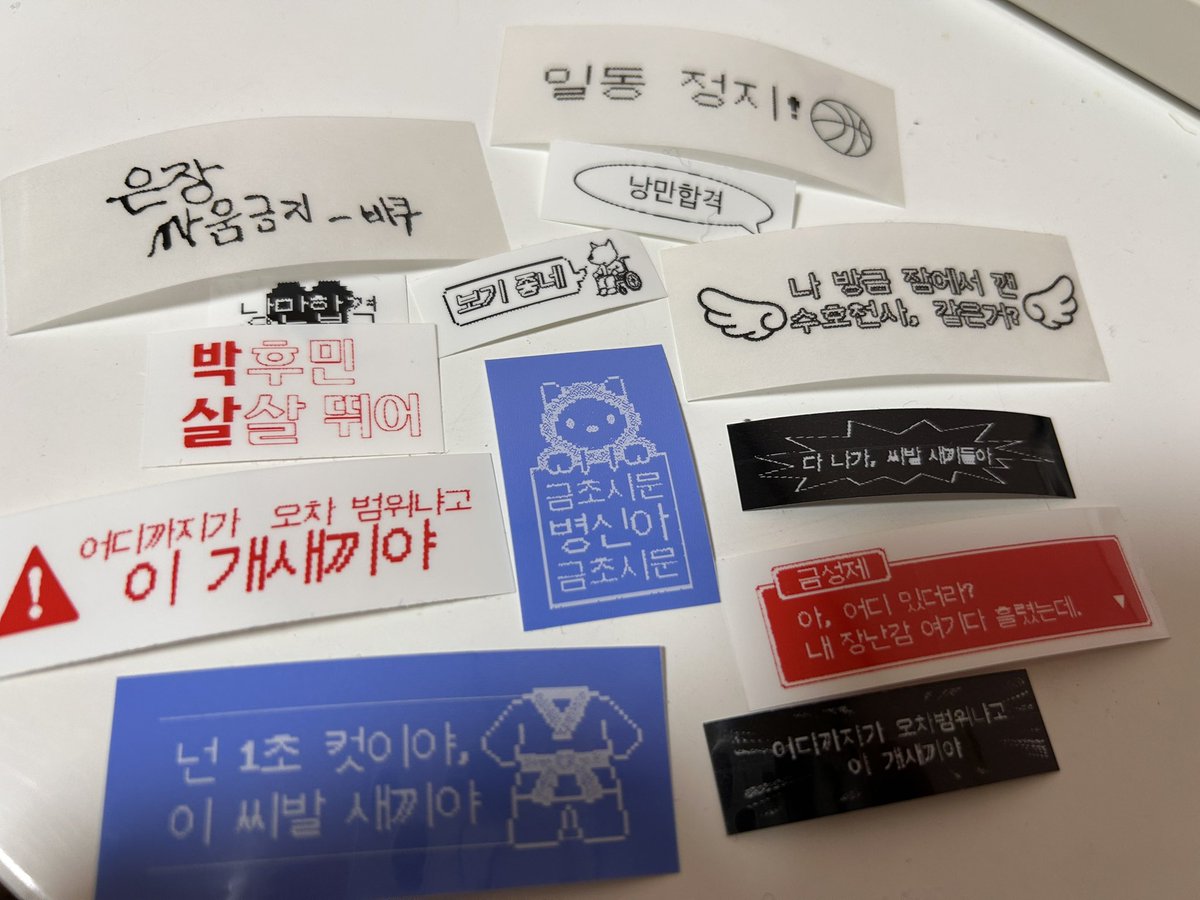 일동 정지!
낭만합격
은장
싸움금지 - 바쿠
보기 좋네
나 방금 잠에서 깬
수호천사, 같은거?
낭만합격
박후민
살살 뛰어
다 나가, 씨발 새끼들아
금초시문
병신아
금초시문
어디까지가 오차 범위냐고
이 개새끼야
금성제
아, 어디 있더라?
내 장난감 여기다 흘렸는데.
넌 1초 컷이야,
이 씨발 새끼야
어디까지가 오차범위냐고
이 개새끼야